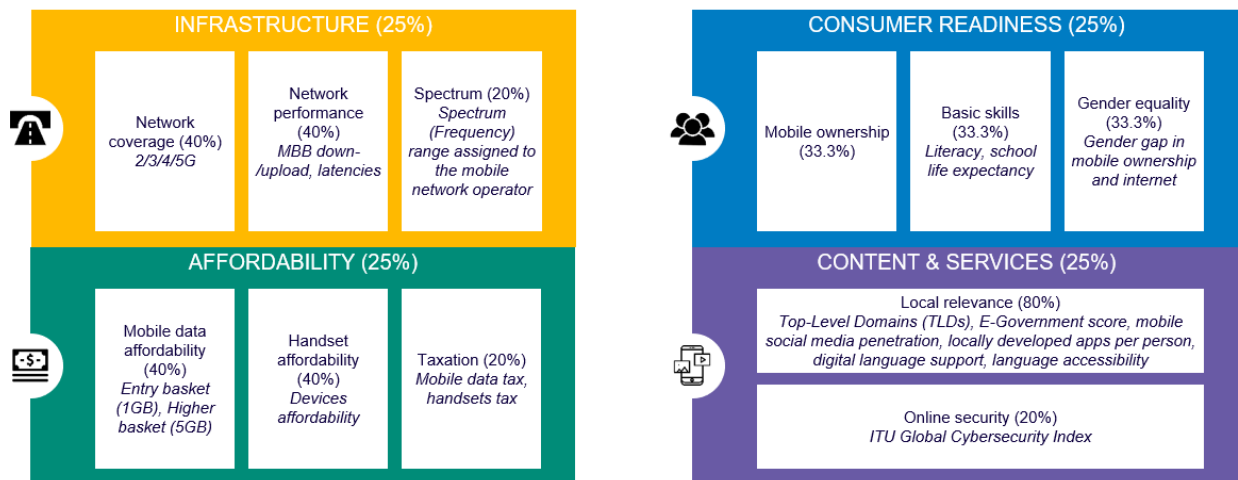 INFRASTRUCTURE (25%)
Network
coverage (40%)
2/3/4/5G
Network
performance
(40%)
MBB down-
/upload, latencies
Spectrum (20%)
Spectrum
(Frequency)
range assigned to
the mobile
network operator
CONSUMER READINESS (25%)
Mobile ownership
(33.3%)
Basic skills
(33.3%)
Literacy, school
life expectancy
Gender equality
(33.3%)
Gender gap in
mobile ownership
and internet
AFFORDABILITY (25%)
-$-
Mobile data
affordability
(40%)
Entry basket
(1GB), Higher
basket (5GB)
Handset
affordability
(40%)
Devices
affordability
Taxation (20%)
Mobile data tax,
handsets tax
CONTENT & SERVICES (25%)
Local relevance (80%)
Top-Level Domains (TLDs), E-Government score, mobile
social media penetration, locally developed apps per person,
digital language support, language accessibility
Online security (20%)
ITU Global Cybersecurity Index